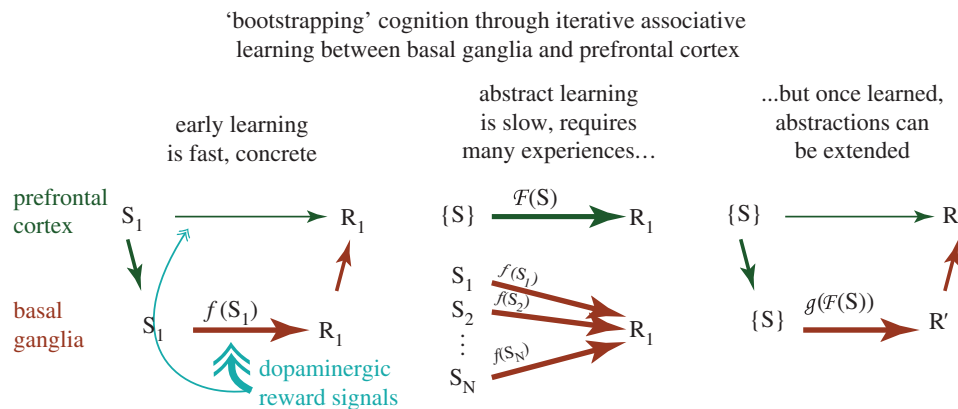 ‘bootstrapping’ cognition through iterative associative
learning between basal ganglia and prefrontal cortex
early learning
is fast, concrete
abstract learning
is slow, requires
many experiences…
...but once learned,
abstractions can
be extended
prefrontal
cortex
S₁
R₁
basal
ganglia
S₁
f(S₁)
R₁
dopaminergic
reward signals
{S}
ℱ(S)
R₁
S₁
f(S₁)
S₂
f(S₂)
⋮
S_N
f(S_N)
R₁
{S}
R
{S}
g(ℱ(S))
R′